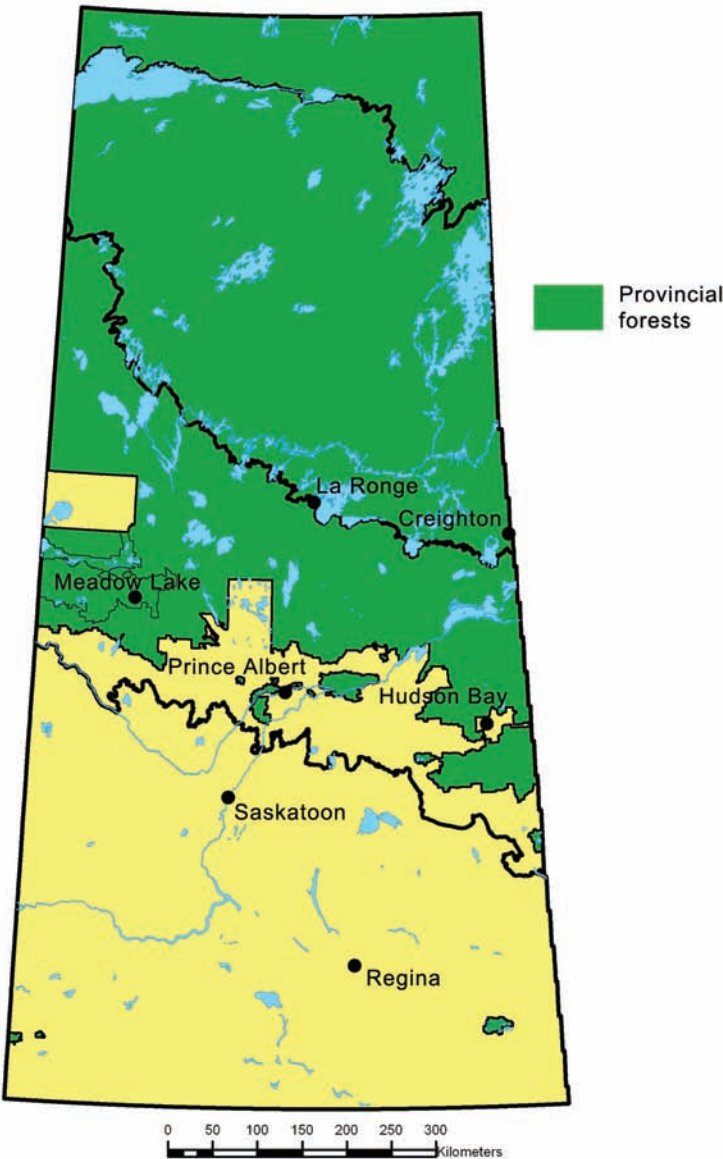 Provincial
forests
La Ronge
Creighton
Meadow Lake
Prince Albert
Hudson Bay
Saskatoon
Regina
0 50 100 150 200 250 300
Kilometers